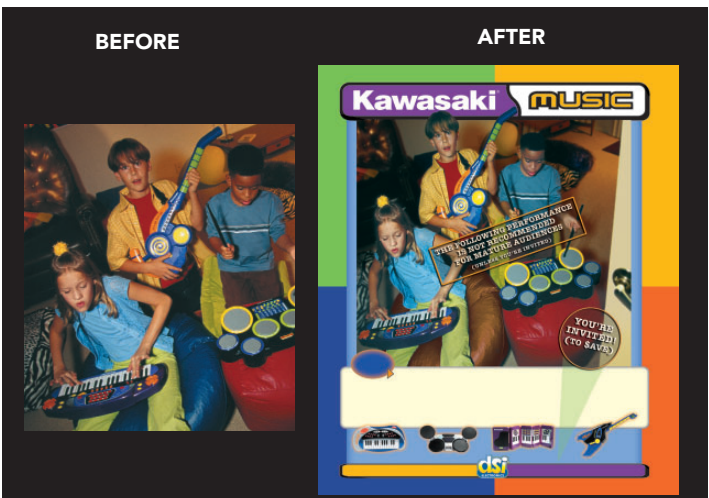 BEFORE
AFTER
Kawasaki MUSIC
THE FOLLOWING PERFORMANCE
IS NOT RECOMMENDED
FOR MATURE AUDIENCES
(UNLESS YOU'RE INVITED)
YOU'RE
INVITED!
(TO SAVE)
dsi